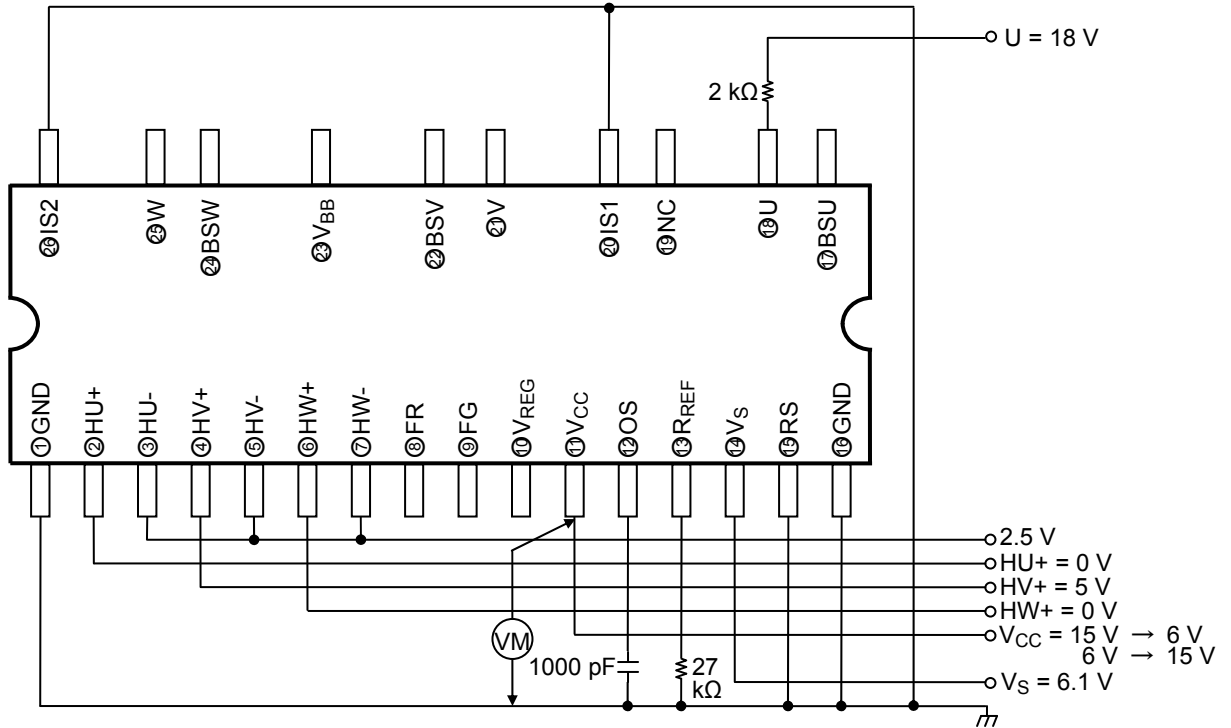 U = 18 V
2 kΩ
㉖IS2
㉕W
㉔BSW
㉓VBB
㉒BSV
㉑V
⑳IS1
⑲NC
⑱U
⑰BSU
①GND
②HU+
③HU-
④HV+
⑤HV-
⑥HW+
⑦HW-
⑧FR
⑨FG
⑩VREG
⑪VCC
⑫OS
⑬RREF
⑭VS
⑮RS
⑯GND
2.5 V
HU+ = 0 V
HV+ = 5 V
HW+ = 0 V
VCC = 15 V → 6 V
6 V → 15 V
VM
1000 pF
27
kΩ
VS = 6.1 V